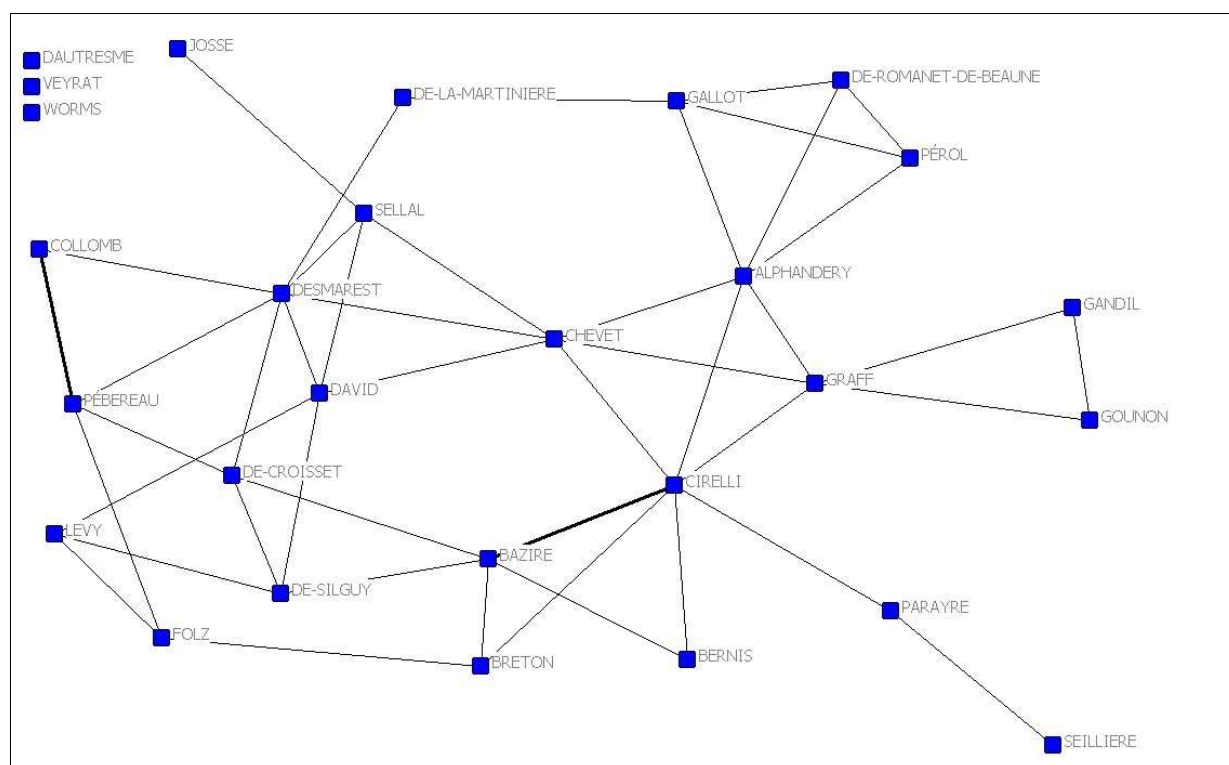 JOSSE
DAUTRESME
VEYRAT
WORMS
DE-ROMANET-DE-BEAUNE
DE-LA-MARTINIERE
GALLOT
PÉROL
SELLAL
COLLOMB
ALPHANDERY
DESMAREST
GANDIL
CHEVET
GRAFF
DAVID
PÉBEREAU
GOUNON
DE-CROISSET
CIRELLI
LEVY
BAZIRE
DE-SILGUY
PARAYRE
FOLZ
BRETON
BERNIS
SEILLIERE